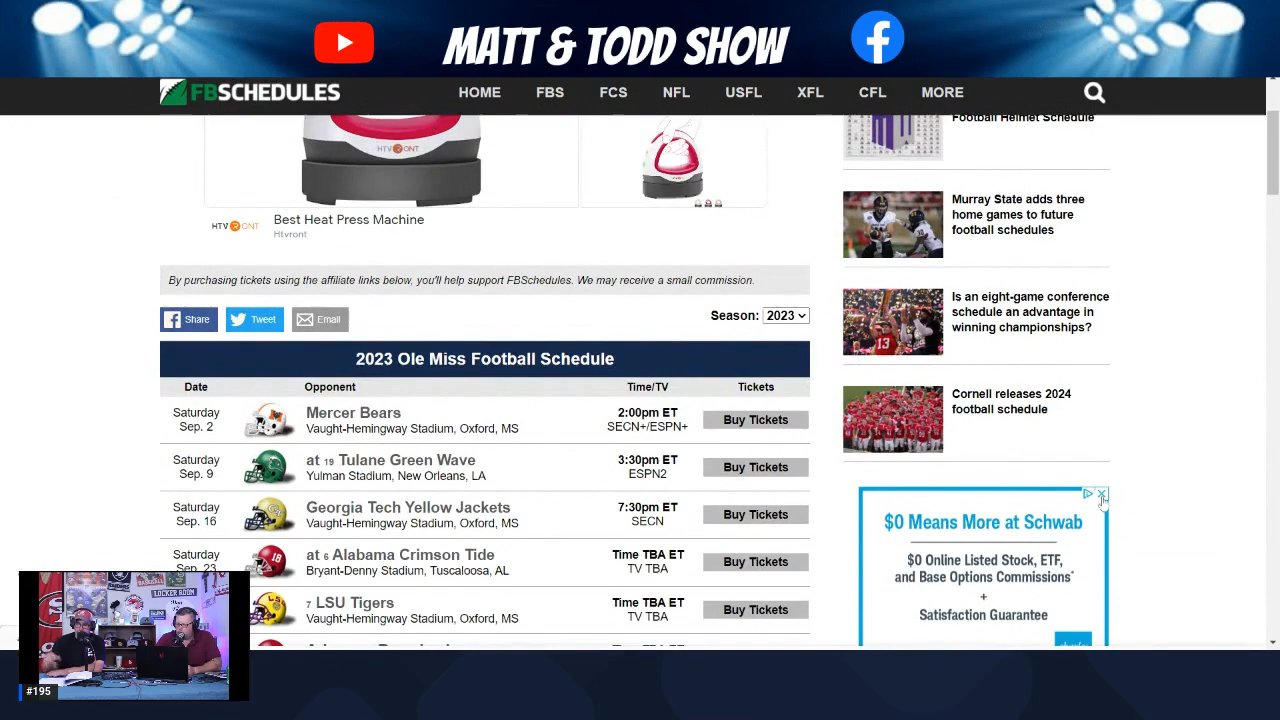 MATT & TODD SHOW
FBSCHEDULES
HOME FBS FCS NFL USFL XFL CFL MORE
HTVRONT
HTVRONT
Best Heat Press Machine
Htvront
By purchasing tickets using the affiliate links below, you'll help support FBSchedules. We may receive a small commission.
Share Tweet Email
Season: 2023
2023 Ole Miss Football Schedule
Date Opponent Time/TV Tickets
Saturday Mercer Bears 2:00pm ET Buy Tickets
Sep. 2 Vaught-Hemingway Stadium, Oxford, MS SECN+/ESPN+
Saturday at 19 Tulane Green Wave 3:30pm ET Buy Tickets
Sep. 9 Yulman Stadium, New Orleans, LA ESPN2
Saturday Georgia Tech Yellow Jackets 7:30pm ET Buy Tickets
Sep. 16 Vaught-Hemingway Stadium, Oxford, MS SECN
Saturday at 6 Alabama Crimson Tide Time TBA ET Buy Tickets
Sep. 23 Bryant-Denny Stadium, Tuscaloosa, AL TV TBA
7 LSU Tigers Time TBA ET Buy Tickets
Vaught-Hemingway Stadium, Oxford, MS TV TBA
Football Helmet Schedule
Murray State adds three
home games to future
football schedules
Is an eight-game conference
schedule an advantage in
winning championships?
Cornell releases 2024
football schedule
$0 Means More at Schwab
$0 Online Listed Stock, ETF,
and Base Options Commissions*
+
Satisfaction Guarantee
LOCKER ROOM
#195